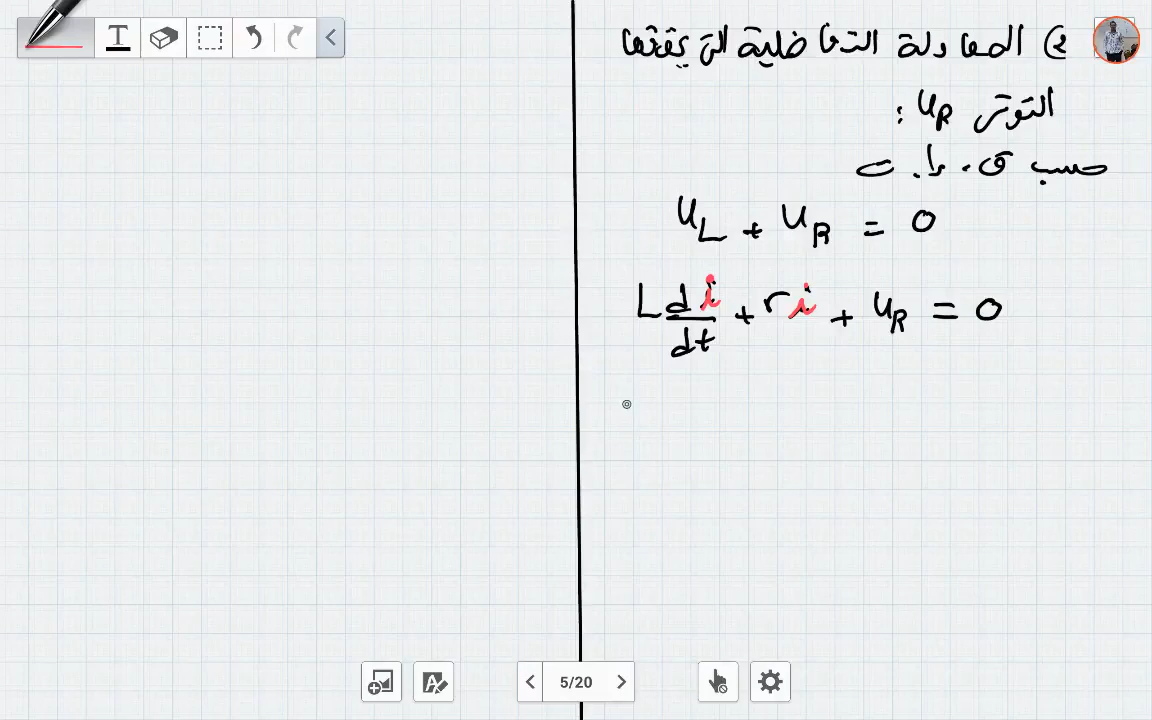 2) المعادلة التفاضلية التي يحققها
التوتر uR :
حسب ق. إ. ت
uL + uR = 0
L di/dt + ri + uR = 0
T
5/20
A